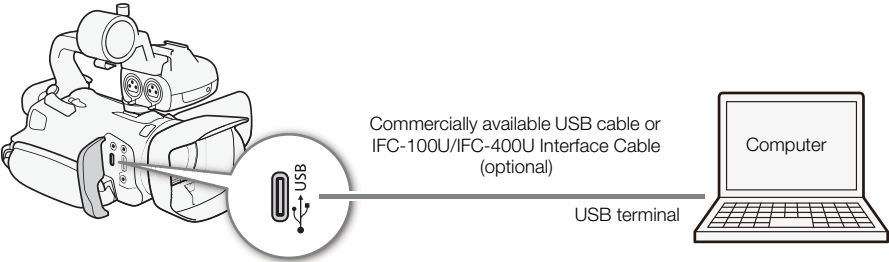 Commercially available USB cable or
IFC-100U/IFC-400U Interface Cable
(optional)
Computer
USB
USB terminal